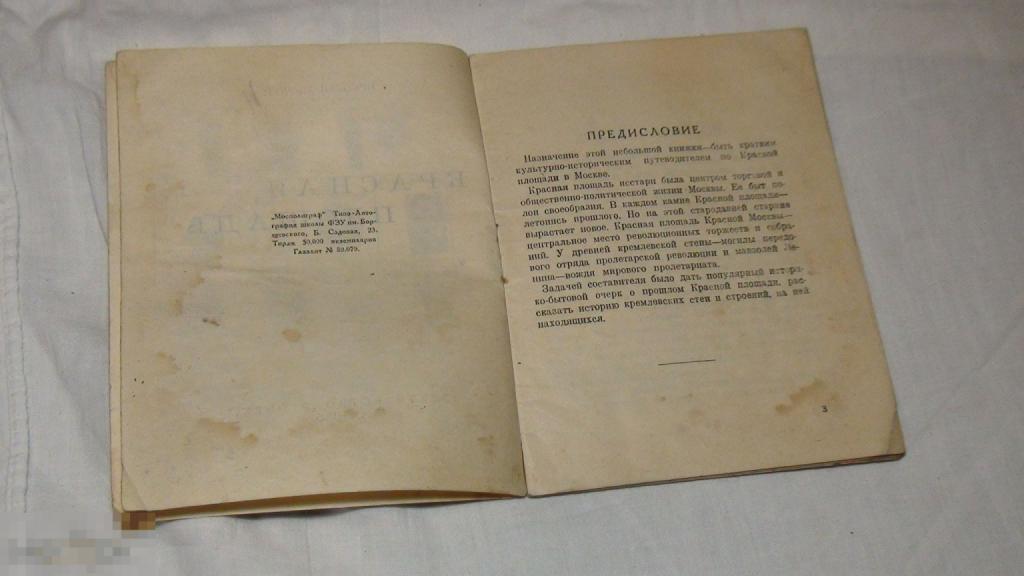 „Мосполиграф" Типо-Лито-
графия школы ФЗУ им. Бор-
щевского, Б. Садовая, 23.
Тираж 50.000 экземпляров
Главлит № 80.079.
КРАСНАЯ
ПЛОЩАДЬ
ПРЕДИСЛОВИЕ
Назначение этой небольшой книжки—быть кратким
культурно-историческим путеводителем по Красной
площади в Москве.
Красная площадь исстари была центром торговой и
общественно-политической жизни Москвы. Ее быт по-
лон своеобразия. В каждом камне Красной площади—
летопись прошлого. Но на этой стародавней старине
вырастает новое. Красная площадь Красной Москвы—
центральное место революционных торжеств и собра-
ний. У древней кремлевской стены—могилы передо-
вого отряда пролетарской революции и мавзолей Ле-
нина—вождя мирового пролетариата.
Задачей составителя было дать популярный истори-
ко-бытовой очерк о прошлом Красной площади, рас-
сказать историю кремлевских стен и строений, на ней
находящихся.
3